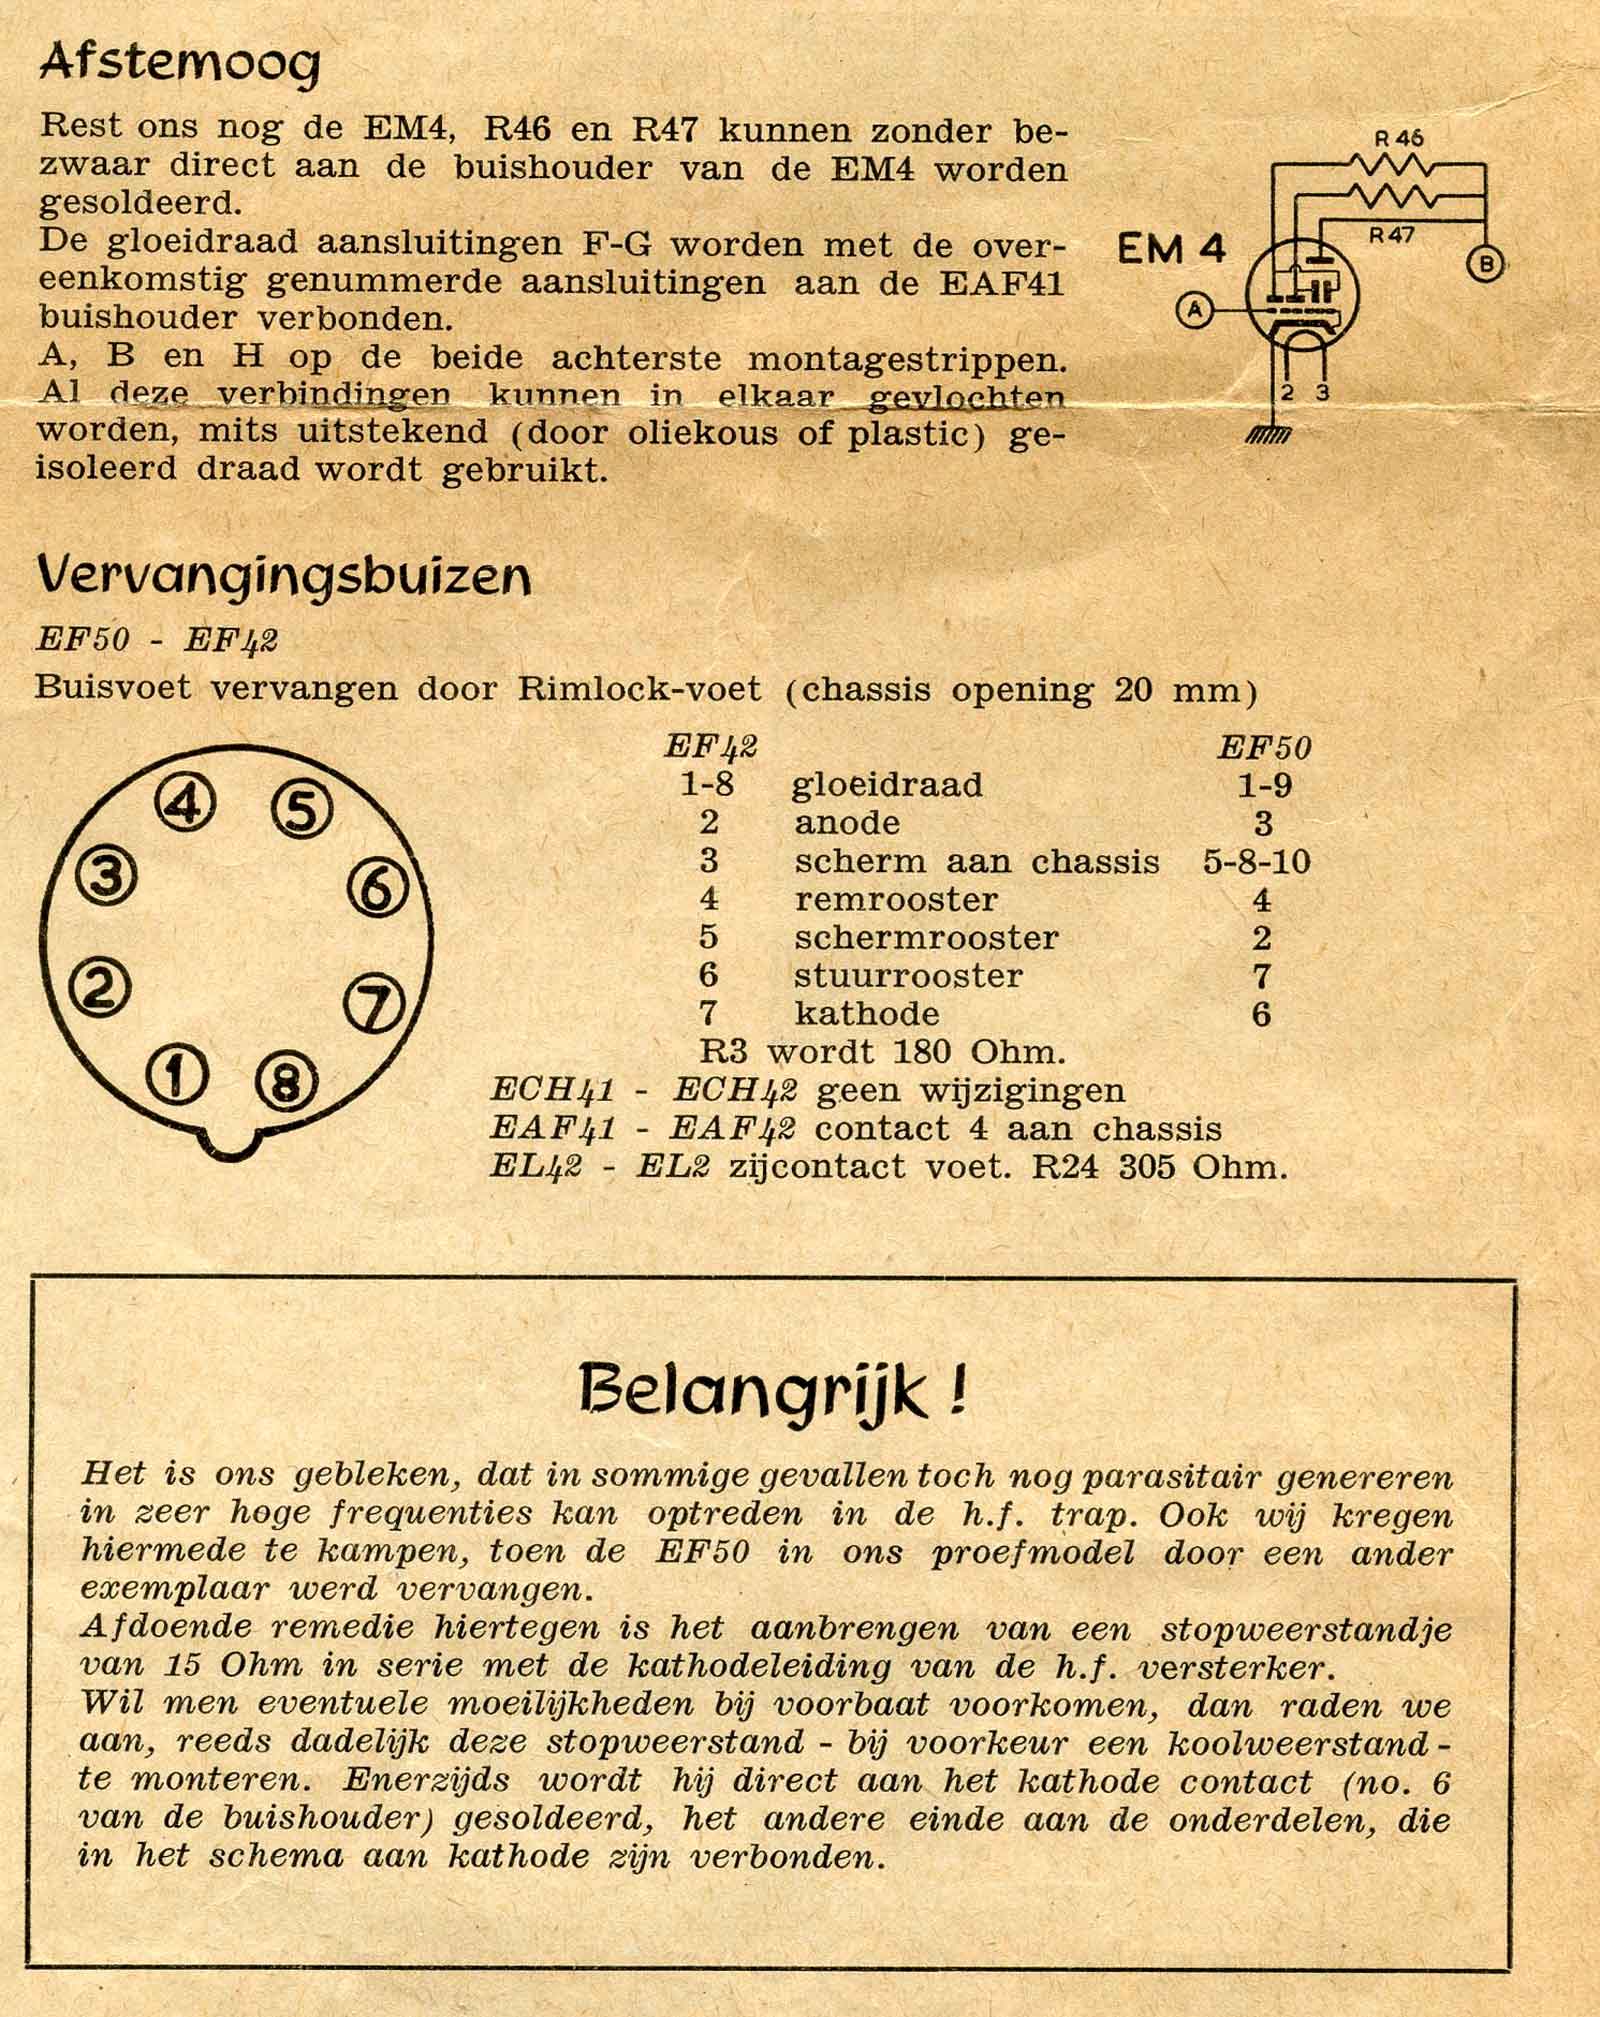 Afstemoog
Rest ons nog de EM4, R46 en R47 kunnen zonder be-
zwaar direct aan de buishouder van de EM4 worden
gesoldeerd.
De gloeidraad aansluitingen F-G worden met de over-
eenkomstig genummerde aansluitingen aan de EAF41
buishouder verbonden.
A, B en H op de beide achterste montagestrippen.
Al deze verbindingen kunnen in elkaar gevlochten
worden, mits uitstekend (door oliekous of plastic) ge-
isoleerd draad wordt gebruikt.
R 46
R 47
EM 4
B
A
2 3
Vervangingsbuizen
EF50 - EF42
Buisvoet vervangen door Rimlock-voet (chassis opening 20 mm)
4 5
3 6
2 7
1 8
EF42 EF50
1-8 gloeidraad 1-9
2 anode 3
3 scherm aan chassis 5-8-10
4 remrooster 4
5 schermrooster 2
6 stuurrooster 7
7 kathode 6
R3 wordt 180 Ohm.
ECH41 - ECH42 geen wijzigingen
EAF41 - EAF42 contact 4 aan chassis
EL42 - EL2 zijcontact voet. R24 305 Ohm.
Belangrijk !
Het is ons gebleken, dat in sommige gevallen toch nog parasitair genereren
in zeer hoge frequenties kan optreden in de h.f. trap. Ook wij kregen
hiermede te kampen, toen de EF50 in ons proefmodel door een ander
exemplaar werd vervangen.
Afdoende remedie hiertegen is het aanbrengen van een stopweerstandje
van 15 Ohm in serie met de kathodeleiding van de h.f. versterker.
Wil men eventuele moeilijkheden bij voorbaat voorkomen, dan raden we
aan, reeds dadelijk deze stopweerstand - bij voorkeur een koolweerstand -
te monteren. Enerzijds wordt hij direct aan het kathode contact (no. 6
van de buishouder) gesoldeerd, het andere einde aan de onderdelen, die
in het schema aan kathode zijn verbonden.